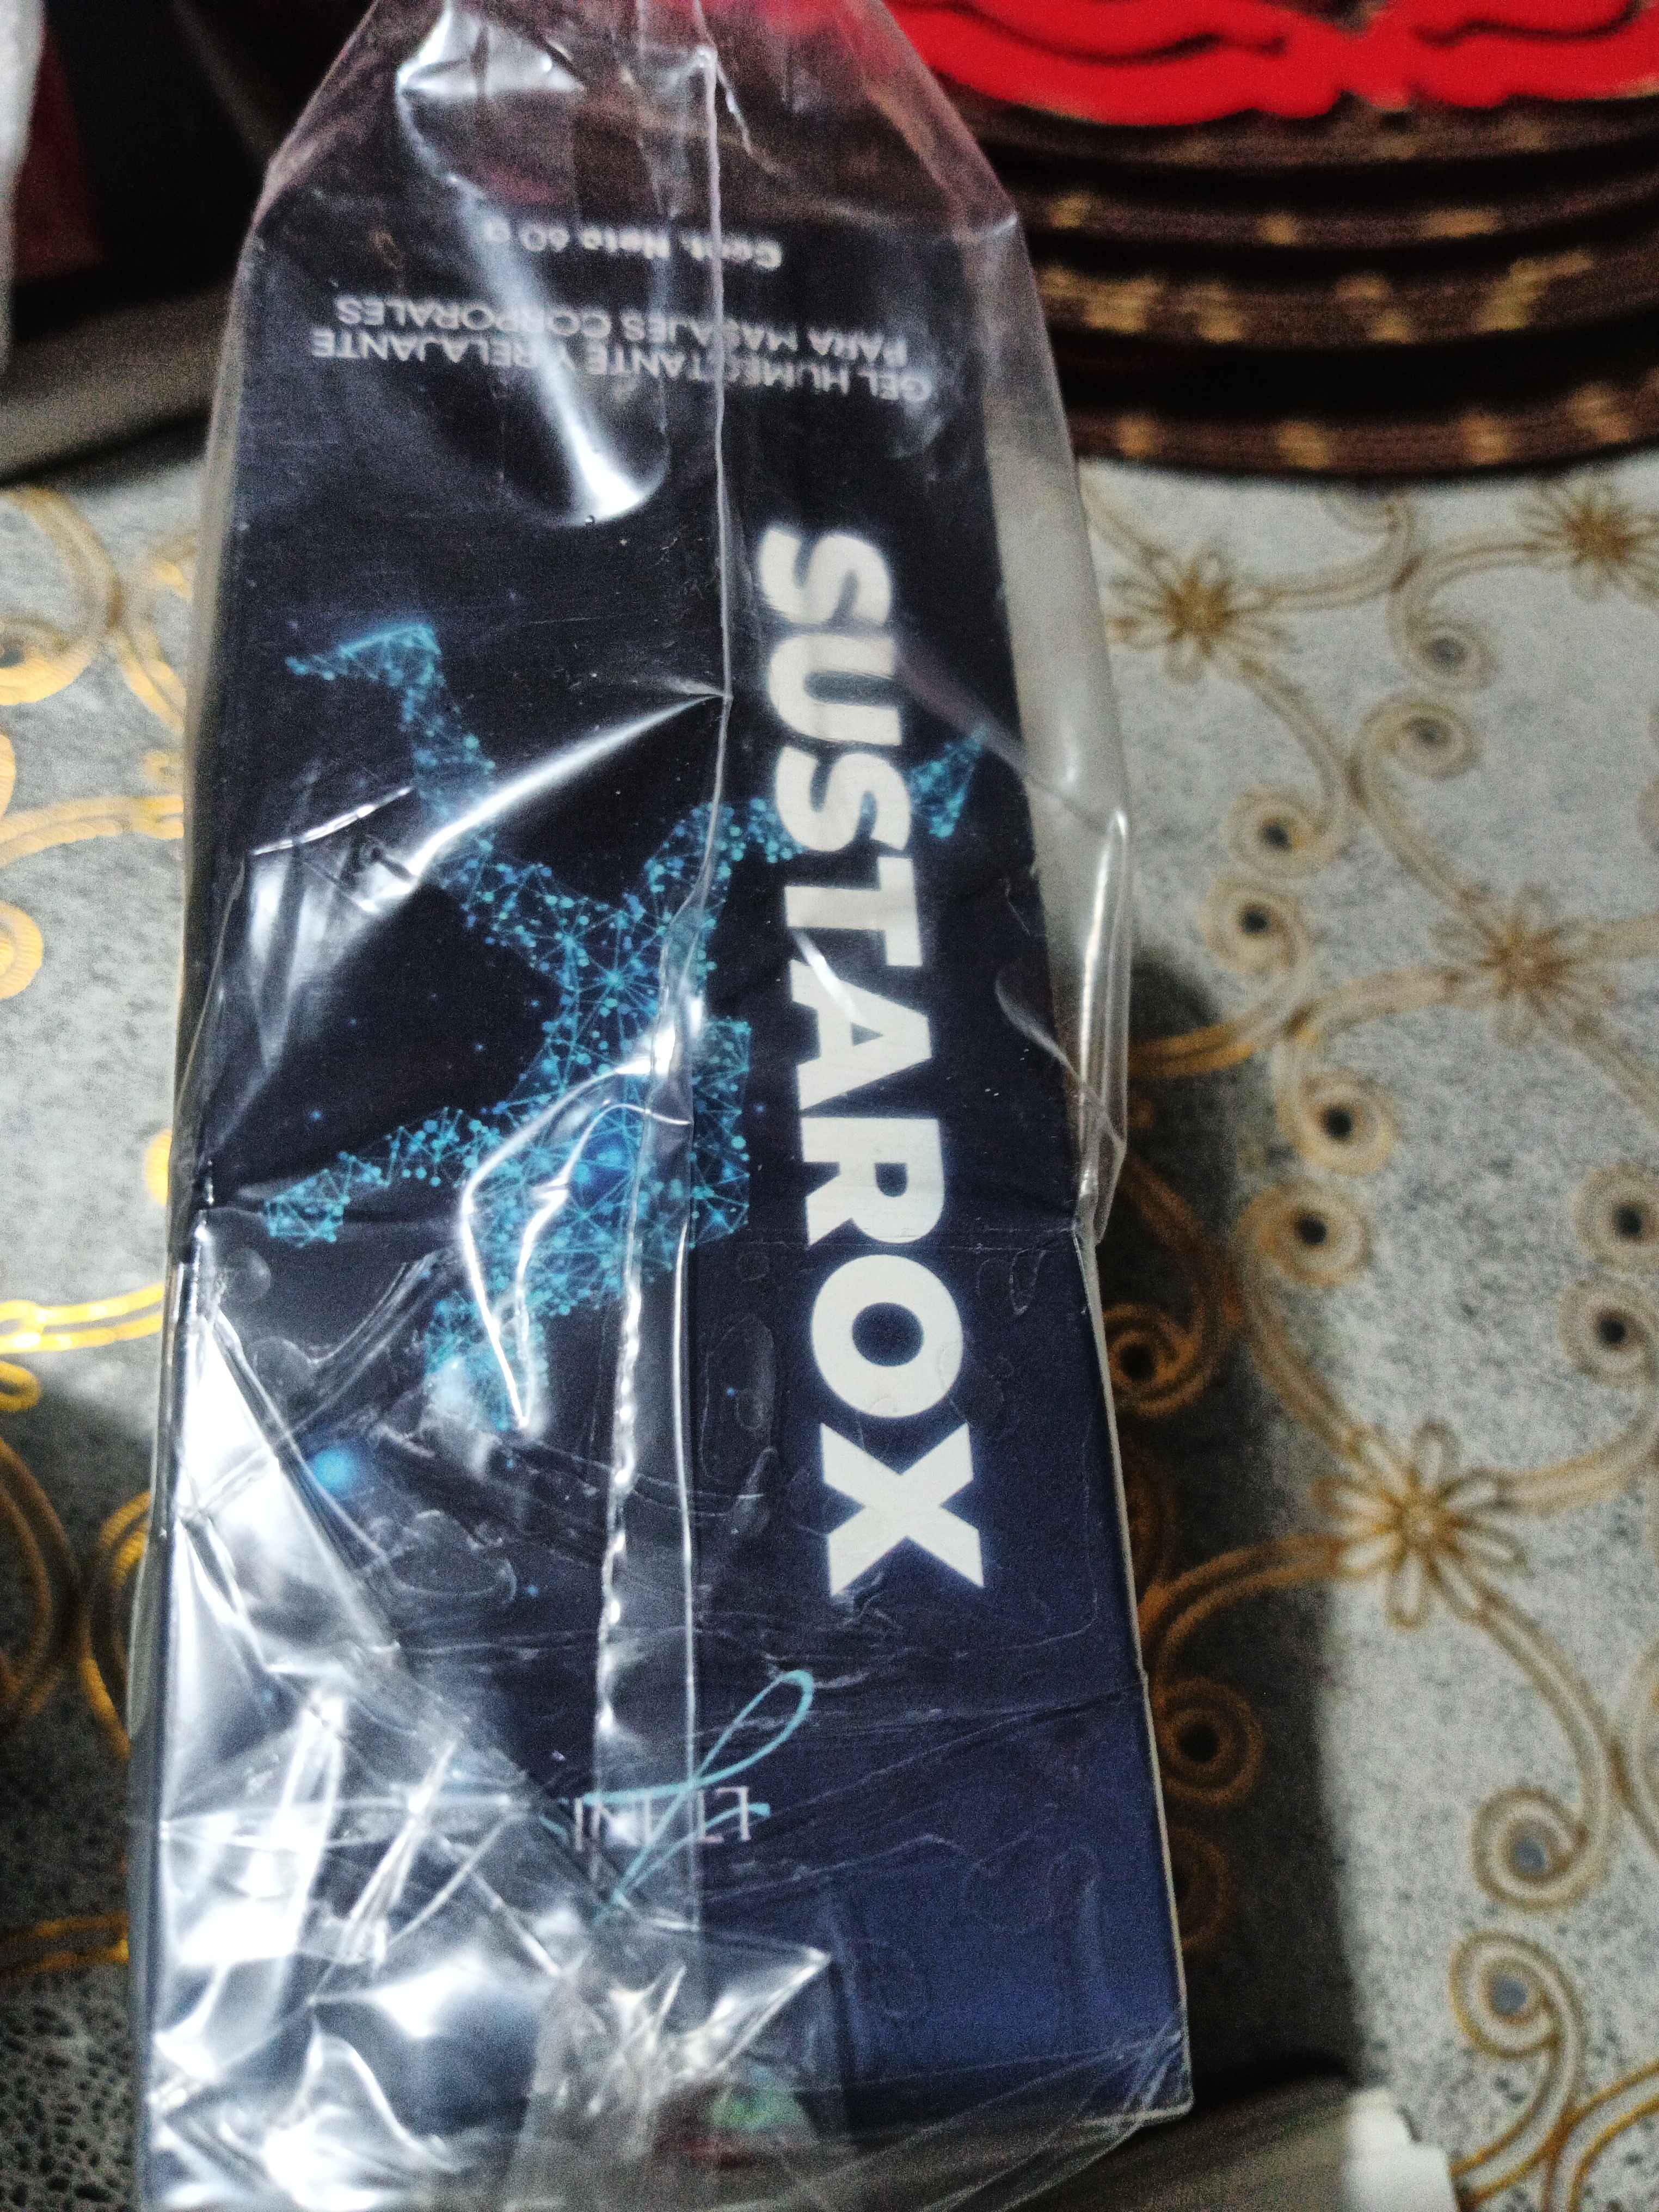 SUSTAROX
GEL HUMECTANTE Y RELAJANTE
PARA MASAJES CORPORALES
Cont. Neto 60 g